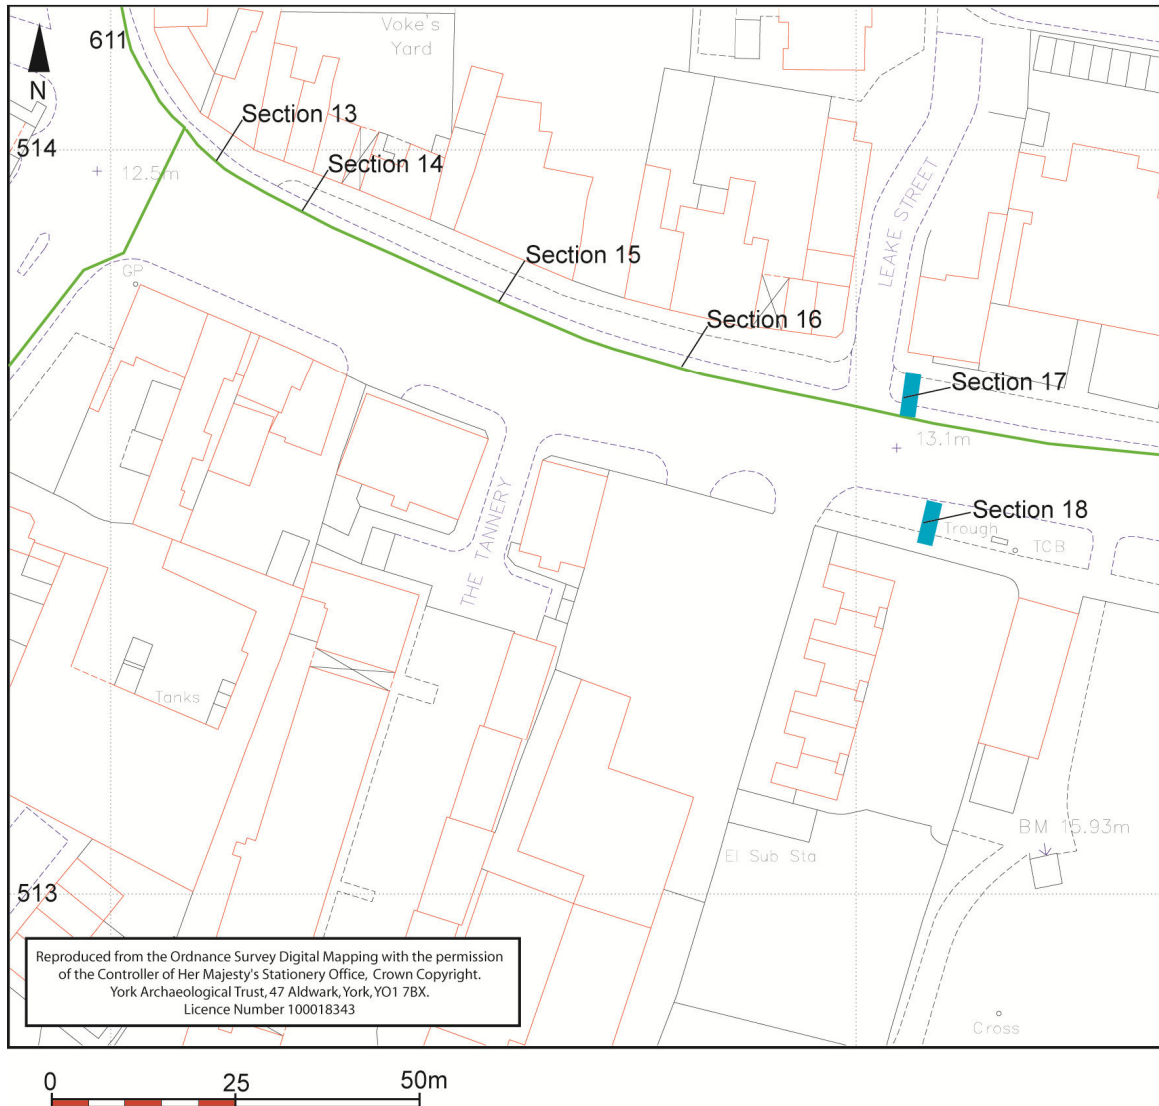 Voke's
Yard
611
N
Section 13
514
12.5m
Section 14
LEAKE STREET
Section 15
GP
Section 16
Section 17
13.1m
THE TANNERY
Section 18
Trough
TCB
Tanks
BM 15.93m
El Sub Sta
513
Reproduced from the Ordnance Survey Digital Mapping with the permission
of the Controller of Her Majesty's Stationery Office, Crown Copyright.
York Archaeological Trust, 47 Aldwark, York, YO1 7BX.
Licence Number 100018343
Cross
0 25 50m